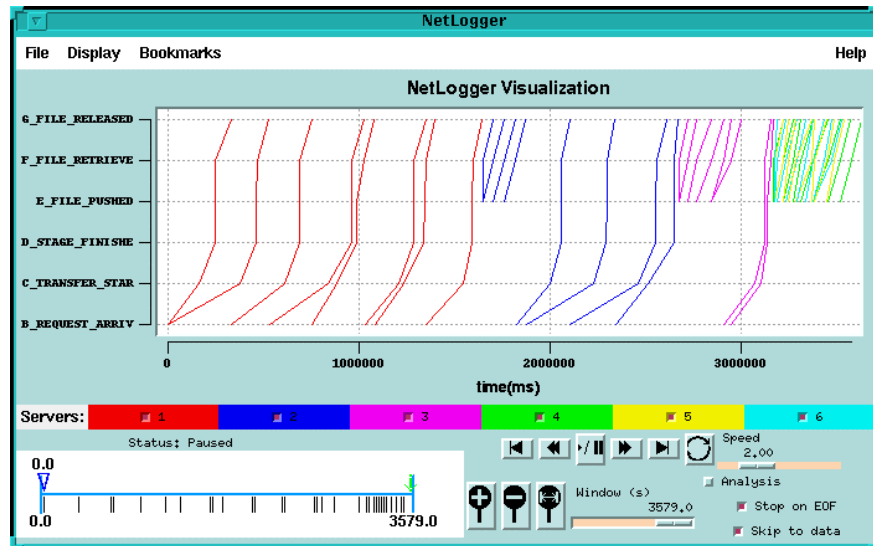 NetLogger
File Display Bookmarks Help
NetLogger Visualization
G_FILE_RELEASED
F_FILE_RETRIEVE
E_FILE_PUSHED
D_STAGE_FINISHE
C_TRANSFER_STAR
B_REQUEST_ARRIV
0 1000000 2000000 3000000
time(ms)
Servers: 1 2 3 4 5 6
Status: Paused
Speed
2.00
0.0
Analysis
Window (s)
3579.0
Stop on EOF
0.0 3579.0
Skip to data